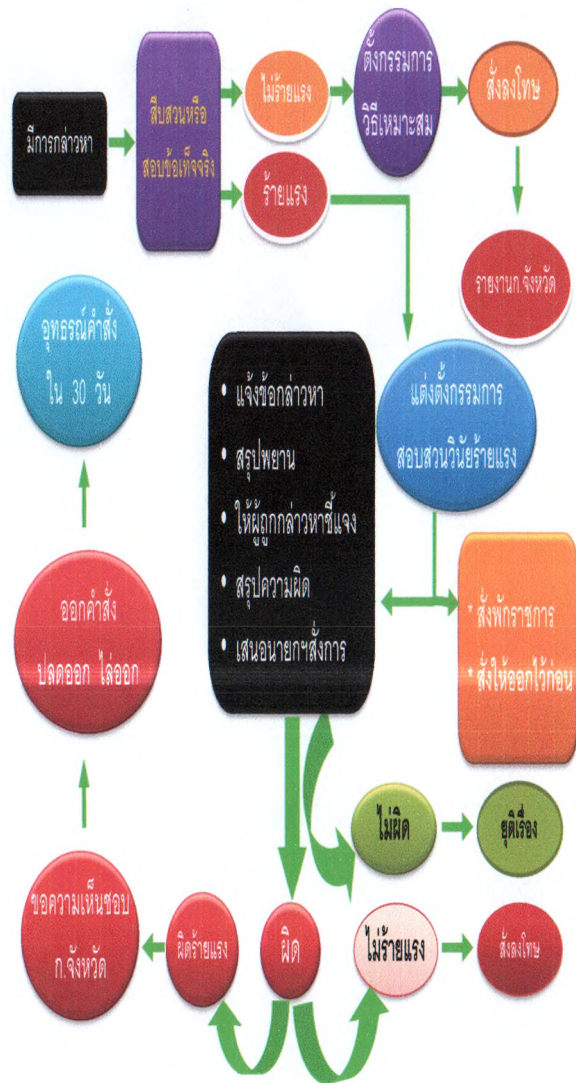 มีการกล่าวหา
สืบสวนหรือ
สอบข้อเท็จจริง
ไม่ร้ายแรง
ร้ายแรง
ตั้งกรรมการ
วิธีเหมาะสม
สั่งลงโทษ
รายงานก.จังหวัด
แต่งตั้งกรรมการ
สอบสวนวินัยร้ายแรง
• แจ้งข้อกล่าวหา
• สรุปพยาน
• ให้ผู้ถูกกล่าวหาชี้แจง
• สรุปความผิด
• เสนอนายกฯสั่งการ
* สั่งพักราชการ
* สั่งให้ออกไว้ก่อน
ไม่ผิด
ยุติเรื่อง
ผิด
ไม่ร้ายแรง
สั่งลงโทษ
ผิดร้ายแรง
ขอความเห็นชอบ
ก.จังหวัด
ออกคำสั่ง
ปลดออก ไล่ออก
อุทธรณ์คำสั่ง
ใน 30 วัน